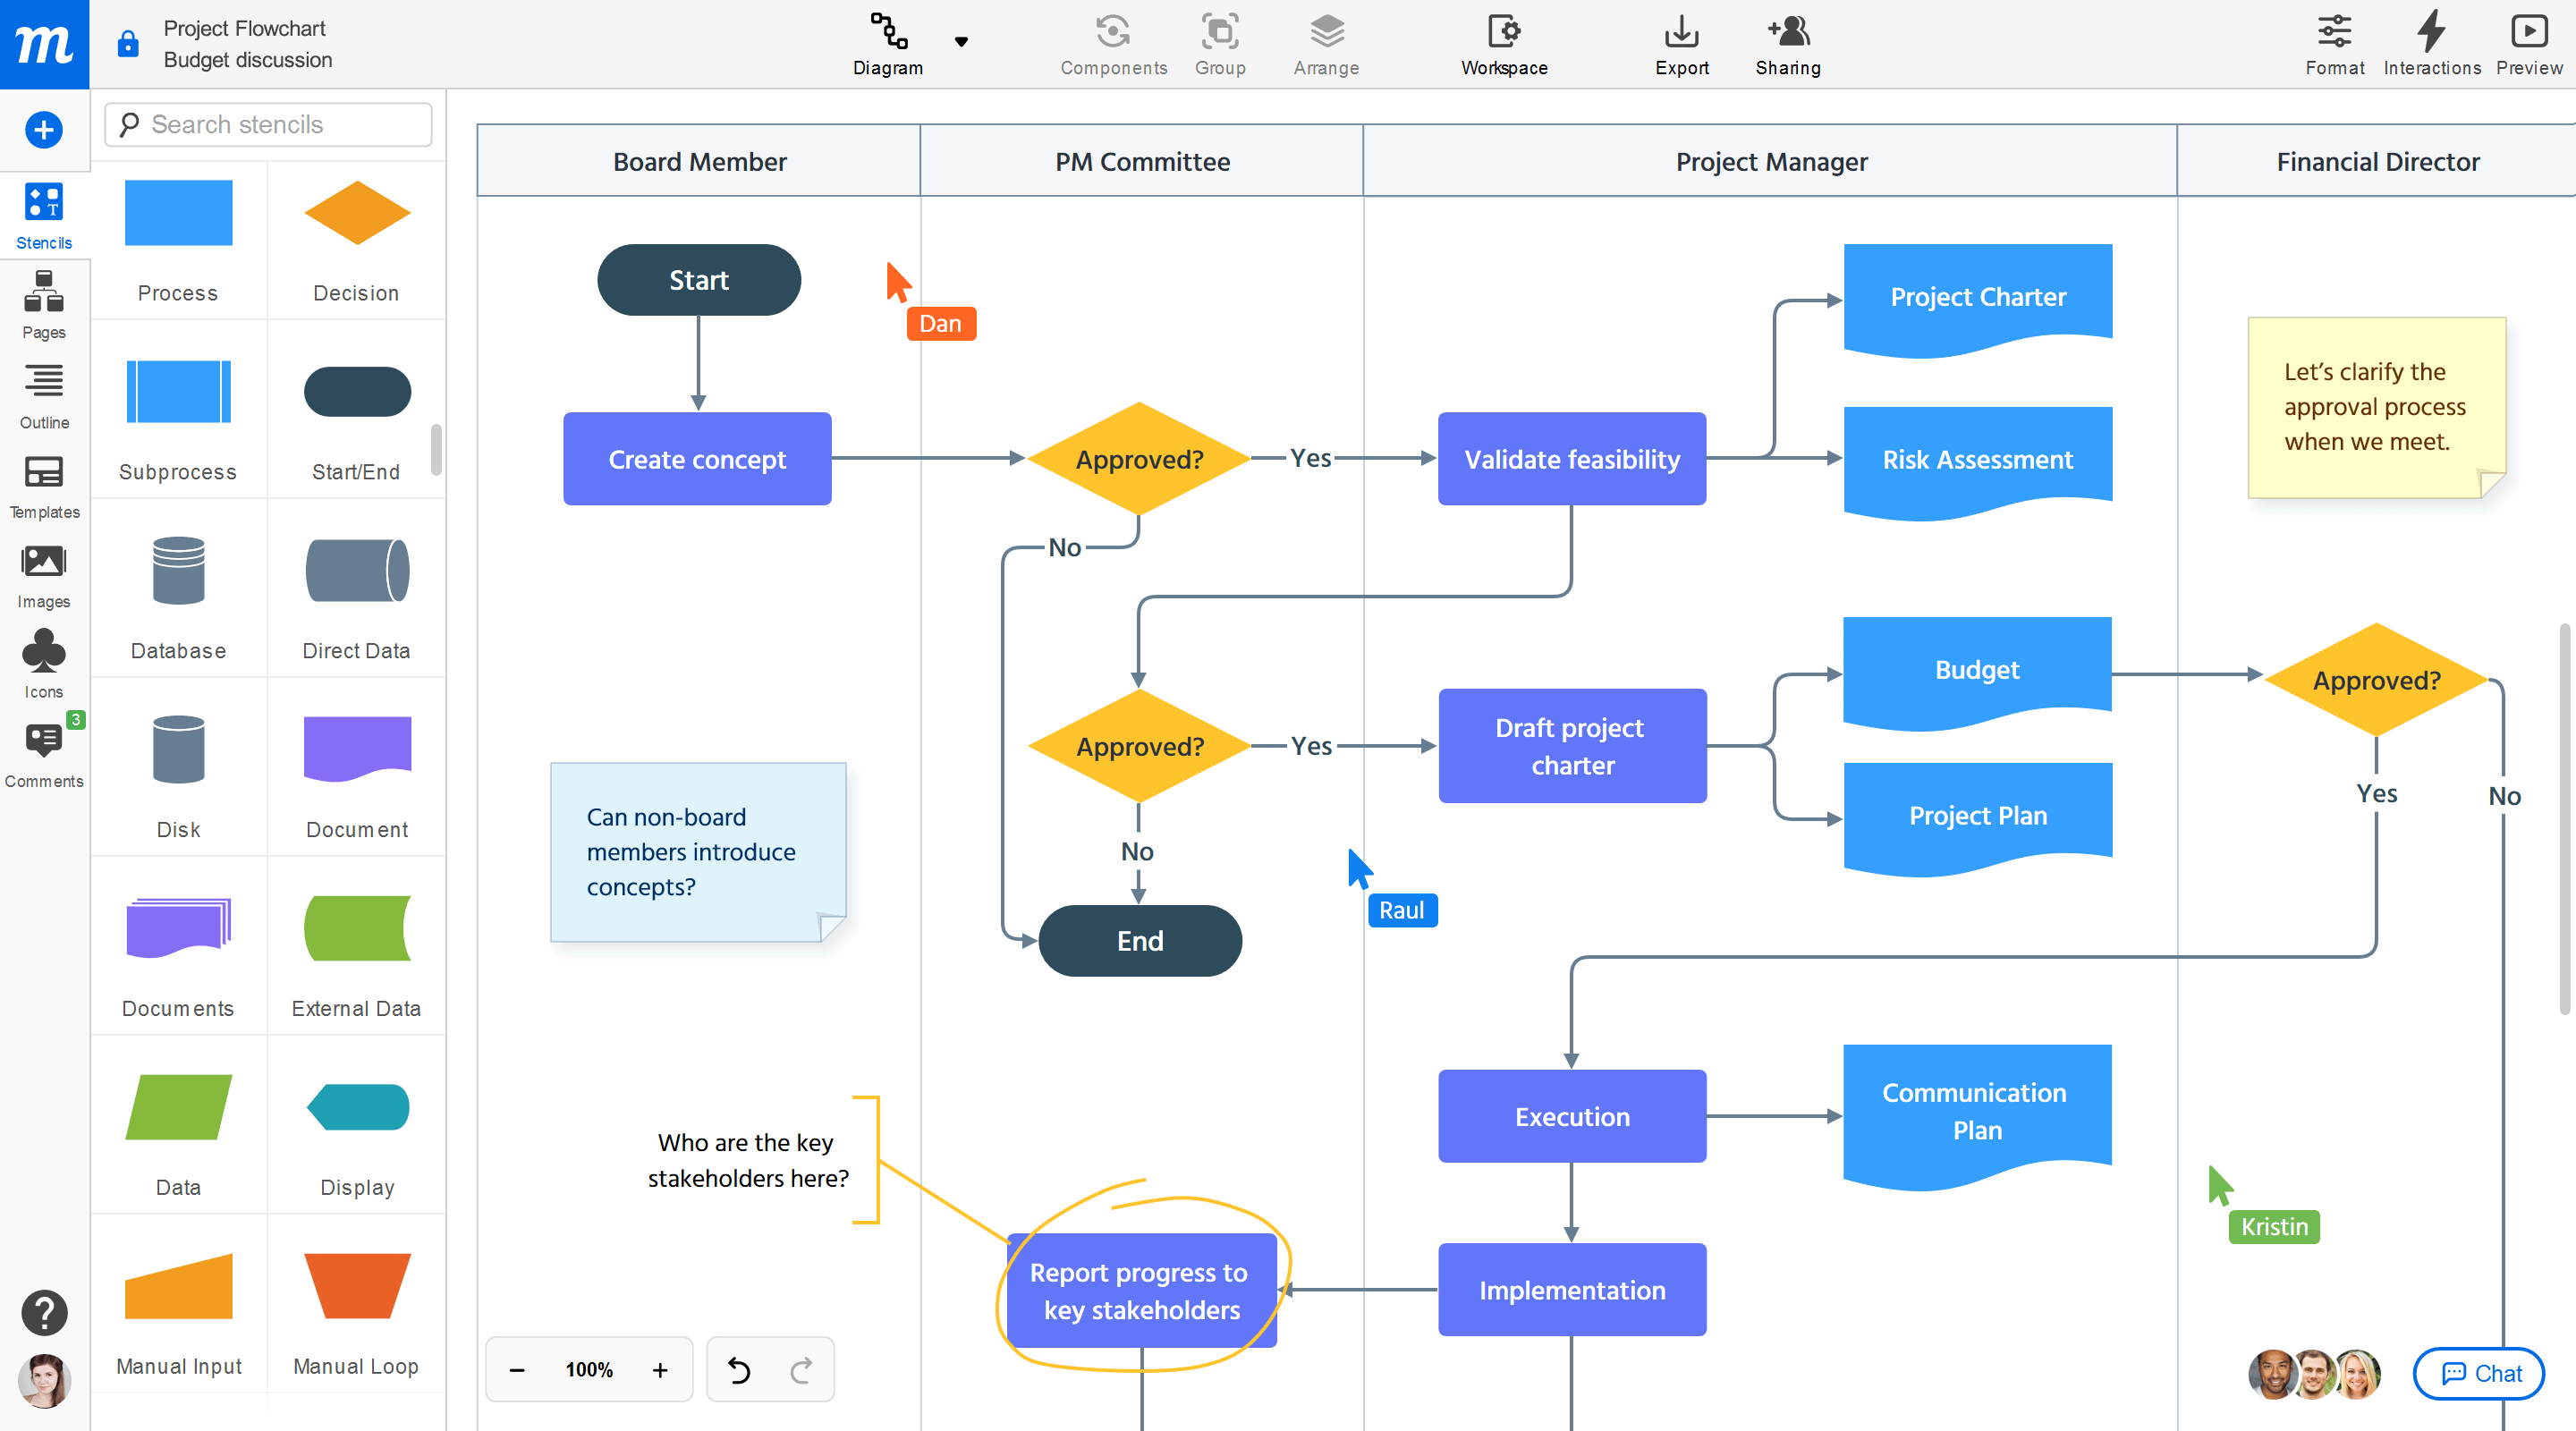 m
Project Flowchart
Budget discussion
Diagram
Components
Group
Arrange
Workspace
Export
Sharing
Format
Interactions
Preview
Search stencils
Stencils
Pages
Outline
Templates
Images
Icons
3
Comments
Process
Decision
Subprocess
Start/End
Database
Direct Data
Disk
Document
Documents
External Data
Data
Display
Manual Input
Manual Loop
Board Member
PM Committee
Project Manager
Financial Director
Start
Dan
Project Charter
Let's clarify the
approval process
when we meet.
Create concept
Approved?
Yes
Validate feasibility
Risk Assessment
No
Budget
Approved?
Approved?
Yes
Draft project
charter
Yes
No
Project Plan
Can non-board
members introduce
concepts?
No
Raul
End
Execution
Communication
Plan
Who are the key
stakeholders here?
Kristin
Report progress to
key stakeholders
Implementation
100%
Chat